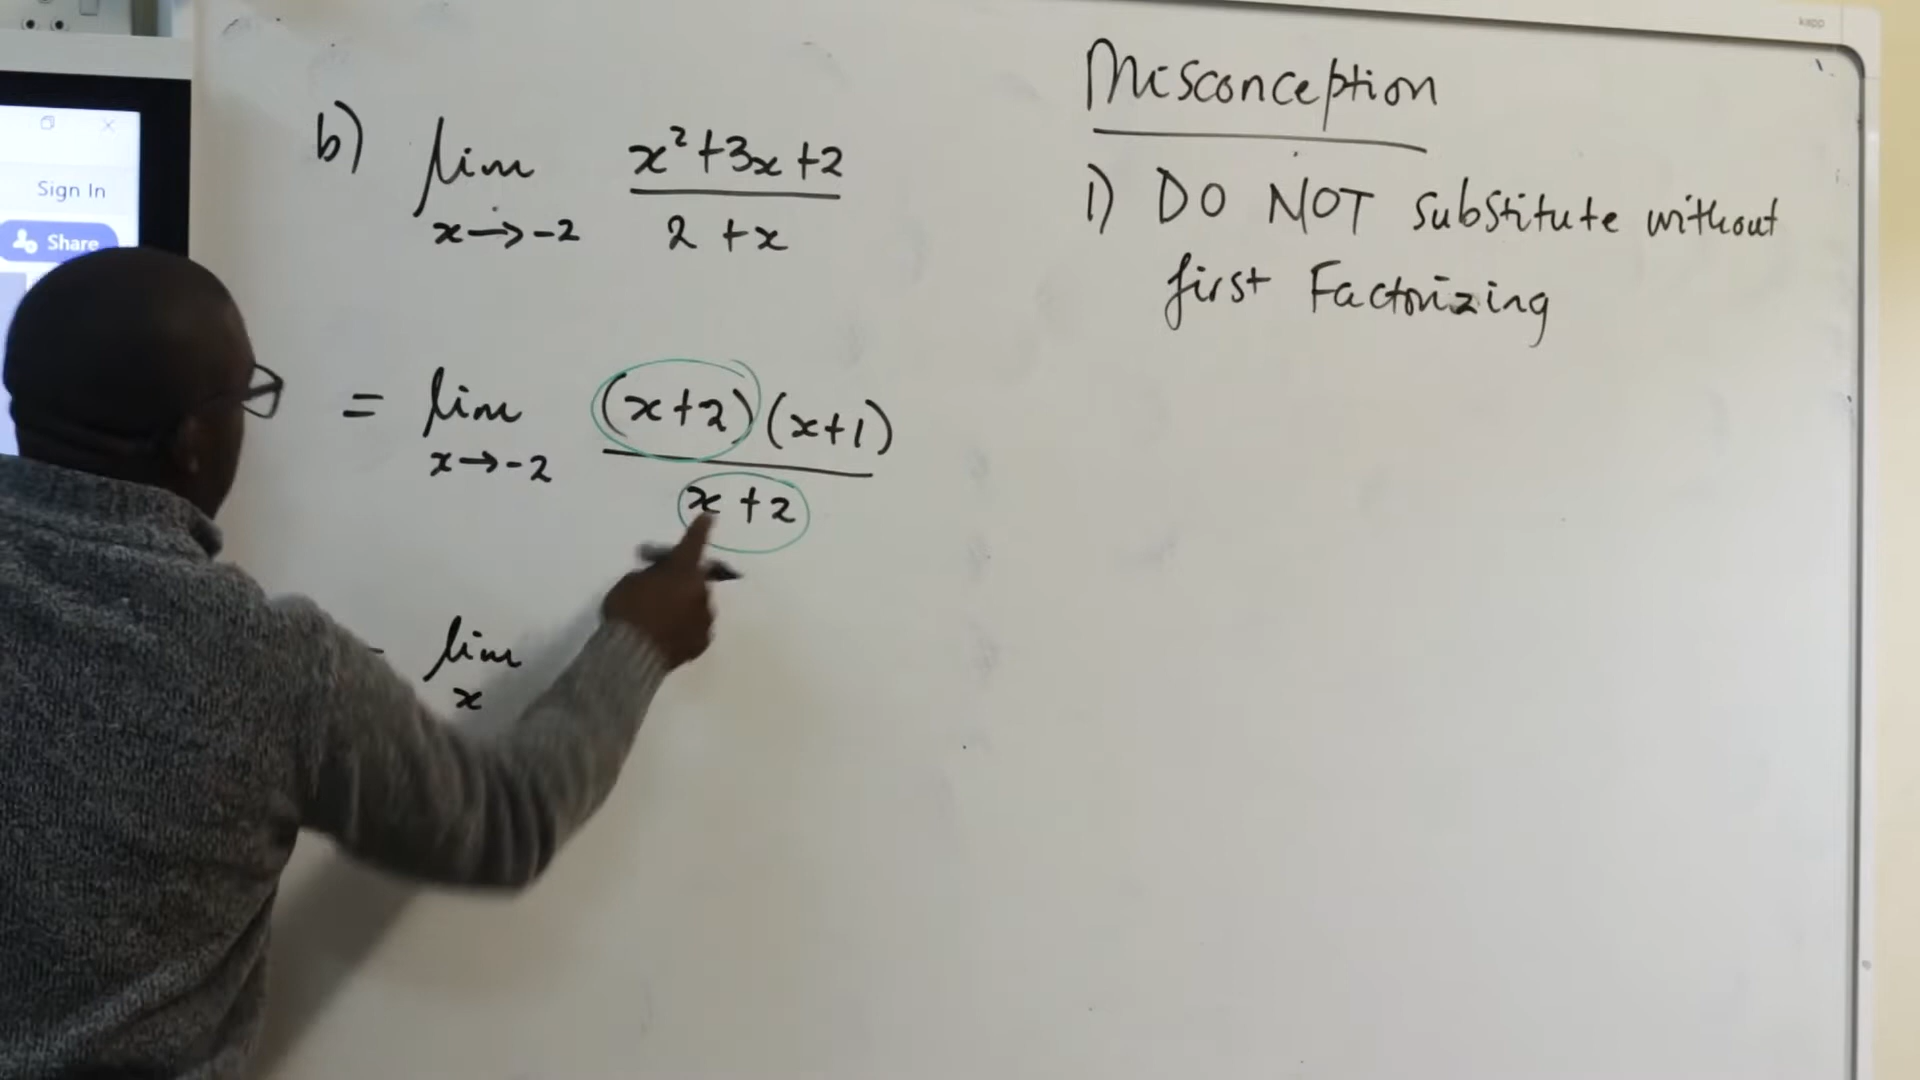 kapp
Sign In
Share
b) lim x→-2 x²+3x+2 / 2+x
= lim x→-2 (x+2)(x+1) / x+2
= lim x
Misconception
1) DO NOT substitute without
first Factorizing